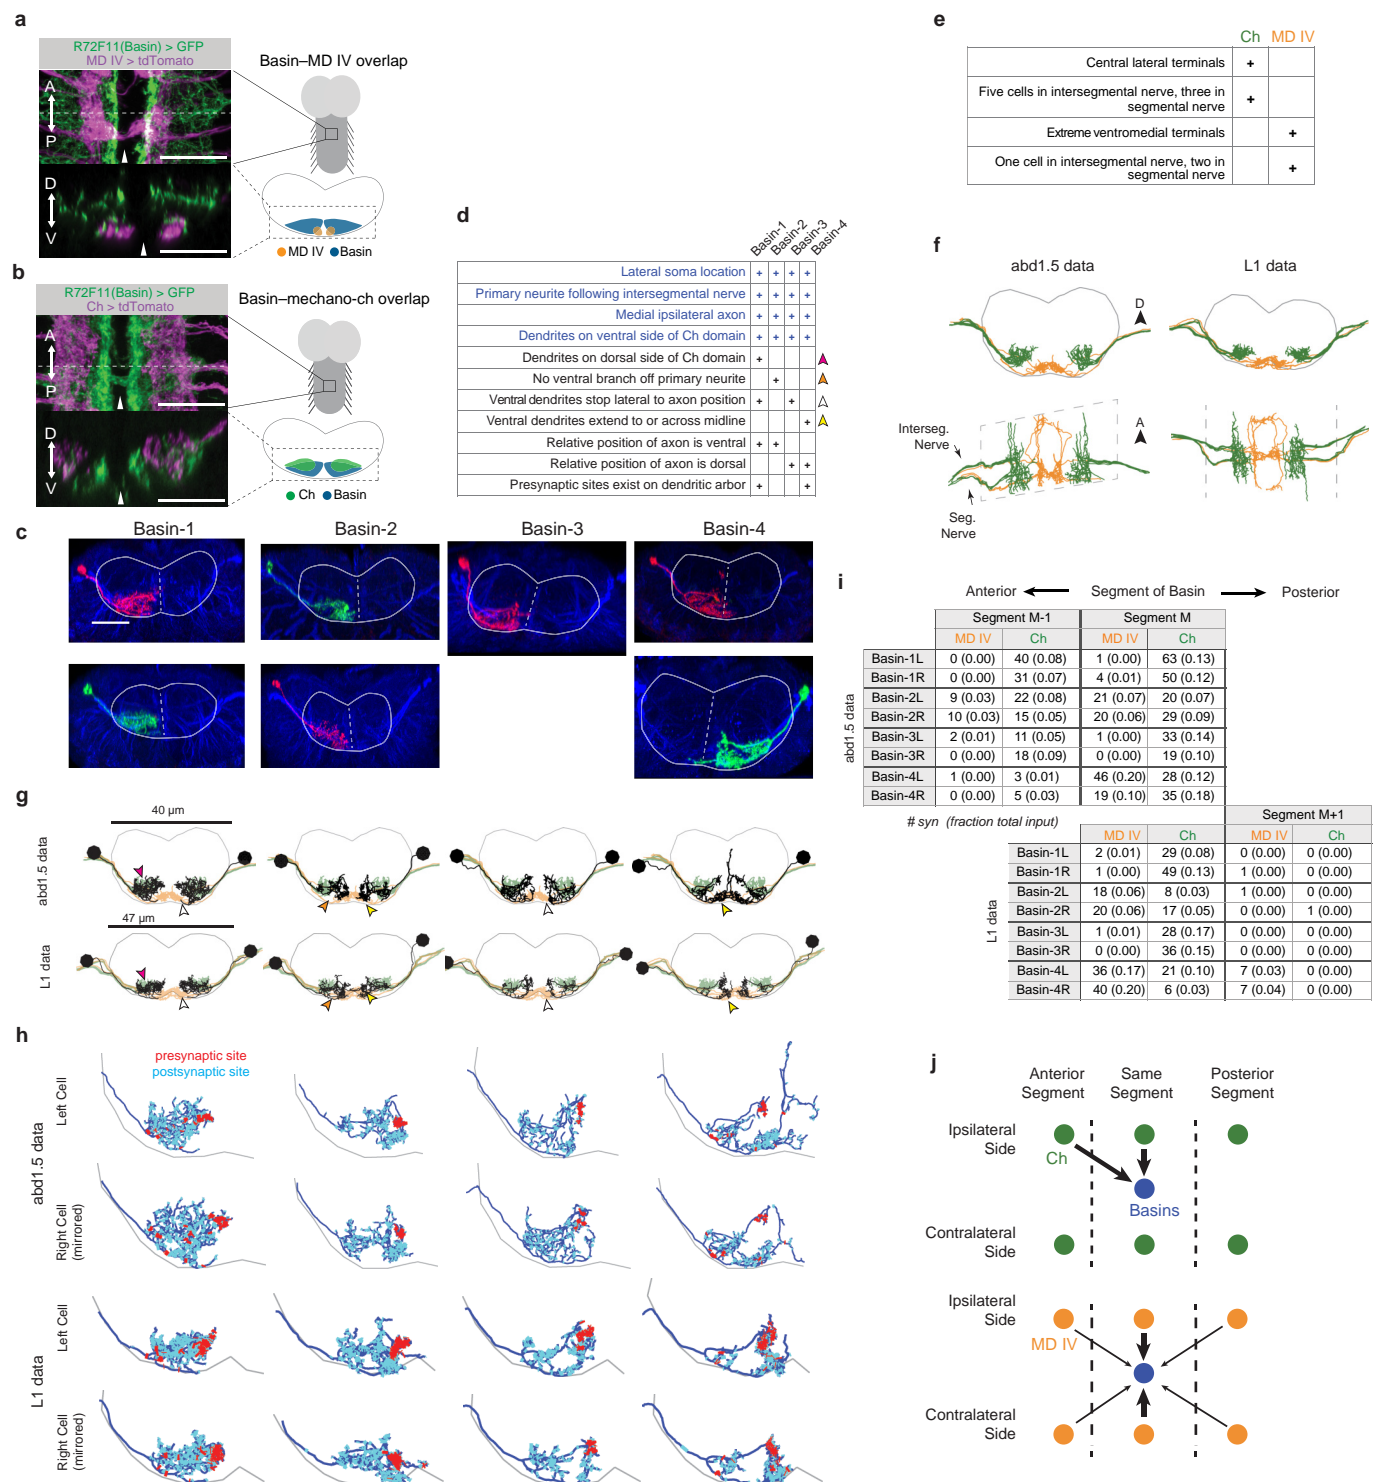 a
R72F11(Basin) > GFP
MD IV > tdTomato
A
P
D
V
Basin–MD IV overlap
MD IV Basin
b
R72F11(Basin) > GFP
Ch > tdTomato
A
P
D
V
Basin–mechano-ch overlap
Ch Basin
c
Basin-1 Basin-2 Basin-3 Basin-4
d
Basin-1 Basin-2 Basin-3 Basin-4
Lateral soma location + + + +
Primary neurite following intersegmental nerve + + + +
Medial ipsilateral axon + + + +
Dendrites on ventral side of Ch domain + + + +
Dendrites on dorsal side of Ch domain +
No ventral branch off primary neurite +
Ventral dendrites stop lateral to axon position + +
Ventral dendrites extend to or across midline +
Relative position of axon is ventral + +
Relative position of axon is dorsal + +
Presynaptic sites exist on dendritic arbor + +
e
Ch MD IV
Central lateral terminals +
Five cells in intersegmental nerve, three in
segmental nerve +
Extreme ventromedial terminals +
One cell in intersegmental nerve, two in
segmental nerve +
f
abd1.5 data L1 data
D
A
Interseg.
Nerve
Seg.
Nerve
g
40 µm
abd1.5 data
47 µm
L1 data
h
presynaptic site
postsynaptic site
abd1.5 data
Left Cell
Right Cell
(mirrored)
L1 data
Left Cell
Right Cell
(mirrored)
i
Anterior Segment of Basin Posterior
abd1.5 data
Segment M-1 Segment M
MD IV Ch MD IV Ch
Basin-1L 0 (0.00) 40 (0.08) 1 (0.00) 63 (0.13)
Basin-1R 0 (0.00) 31 (0.07) 4 (0.01) 50 (0.12)
Basin-2L 9 (0.03) 22 (0.08) 21 (0.07) 20 (0.07)
Basin-2R 10 (0.03) 15 (0.05) 20 (0.06) 29 (0.09)
Basin-3L 2 (0.01) 11 (0.05) 1 (0.00) 33 (0.14)
Basin-3R 0 (0.00) 18 (0.09) 0 (0.00) 19 (0.10)
Basin-4L 1 (0.00) 3 (0.01) 46 (0.20) 28 (0.12)
Basin-4R 0 (0.00) 5 (0.03) 19 (0.10) 35 (0.18)
# syn (fraction total input)
L1 data
Segment M+1
MD IV Ch MD IV Ch
Basin-1L 2 (0.01) 29 (0.08) 0 (0.00) 0 (0.00)
Basin-1R 1 (0.00) 49 (0.13) 1 (0.00) 0 (0.00)
Basin-2L 18 (0.06) 8 (0.03) 1 (0.00) 0 (0.00)
Basin-2R 20 (0.06) 17 (0.05) 0 (0.00) 1 (0.00)
Basin-3L 1 (0.01) 28 (0.17) 0 (0.00) 0 (0.00)
Basin-3R 0 (0.00) 36 (0.15) 0 (0.00) 0 (0.00)
Basin-4L 36 (0.17) 21 (0.10) 7 (0.03) 0 (0.00)
Basin-4R 40 (0.20) 6 (0.03) 7 (0.04) 0 (0.00)
j
Anterior Same Posterior
Segment Segment Segment
Ipsilateral
Side
Ch
Basins
Contralateral
Side
Ipsilateral
Side
MD IV
Contralateral
Side